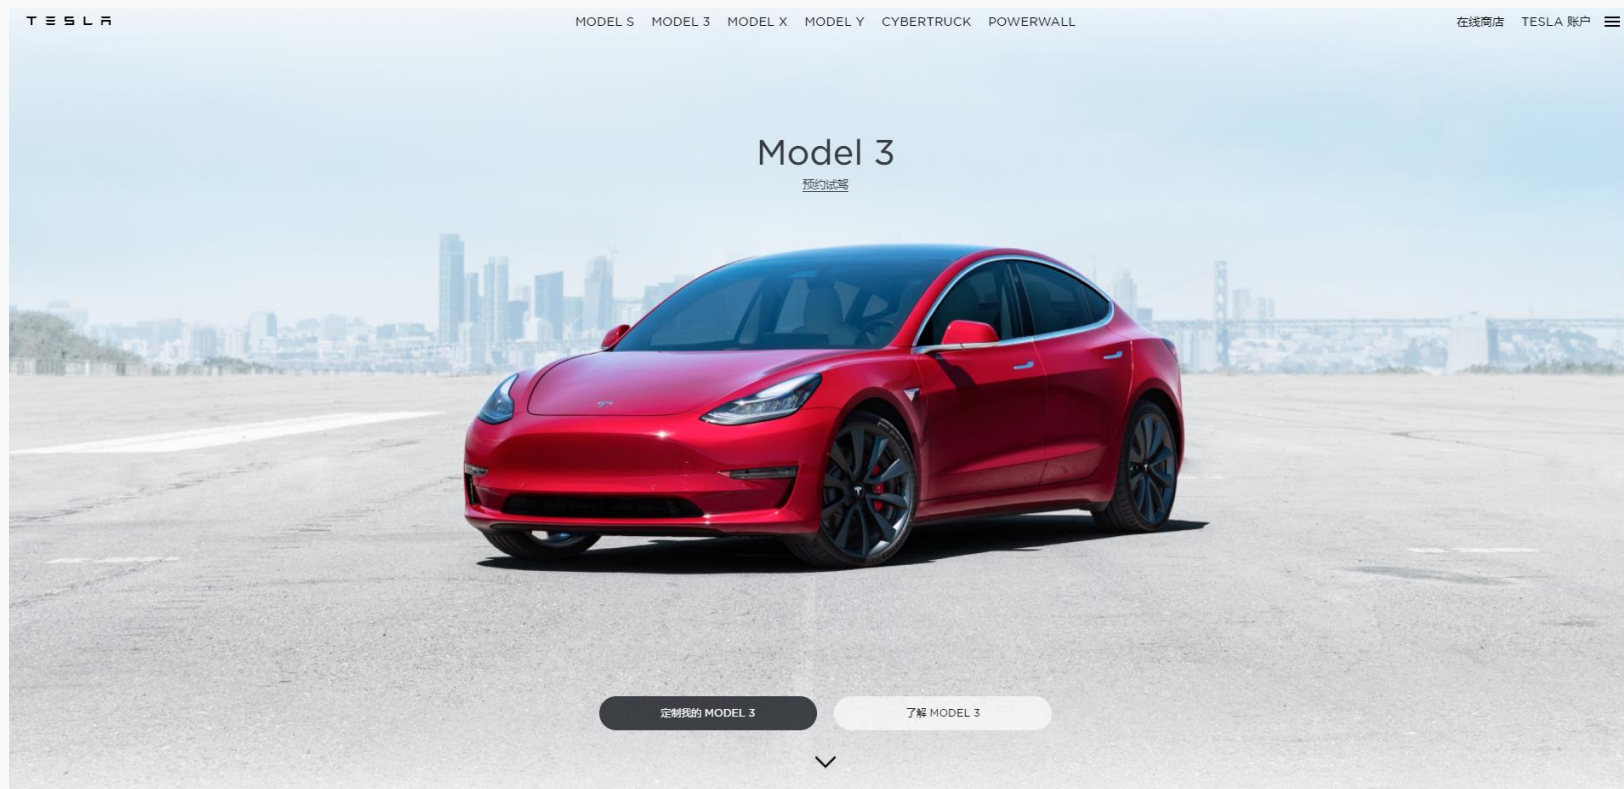 TESLA MODEL S MODEL 3 MODEL X MODEL Y CYBERTRUCK POWERWALL 在线商店 TESLA 账户
Model 3
预约试驾
定制我的 MODEL 3 了解 MODEL 3